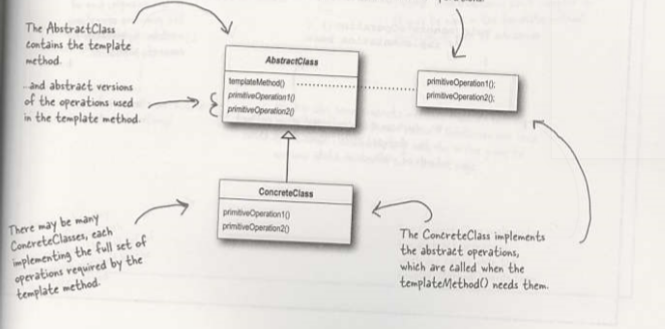 The AbstractClass
contains the template
method.
...and abstract versions
of the operations used
in the template method.
AbstractClass
templateMethod()
primitiveOperation1()
primitiveOperation2()
primitiveOperation1();
primitiveOperation2();
ConcreteClass
primitiveOperation1()
primitiveOperation2()
There may be many
ConcreteClasses, each
implementing the full set of
operations required by the
template method.
The ConcreteClass implements
the abstract operations,
which are called when the
templateMethod() needs them.